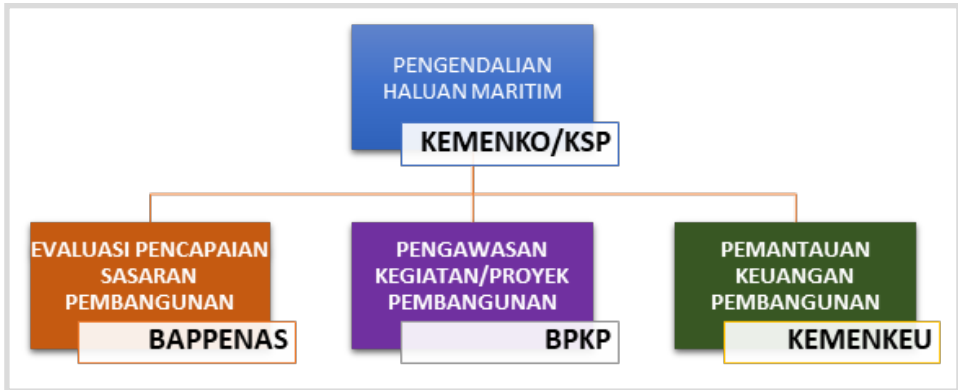 PENGENDALIAN
HALUAN MARITIM
KEMENKO/KSP
EVALUASI PENCAPAIAN
SASARAN
PEMBANGUNAN
BAPPENAS
PENGAWASAN
KEGIATAN/PROYEK
PEMBANGUNAN
BPKP
PEMANTAUAN
KEUANGAN
PEMBANGUNAN
KEMENKEU